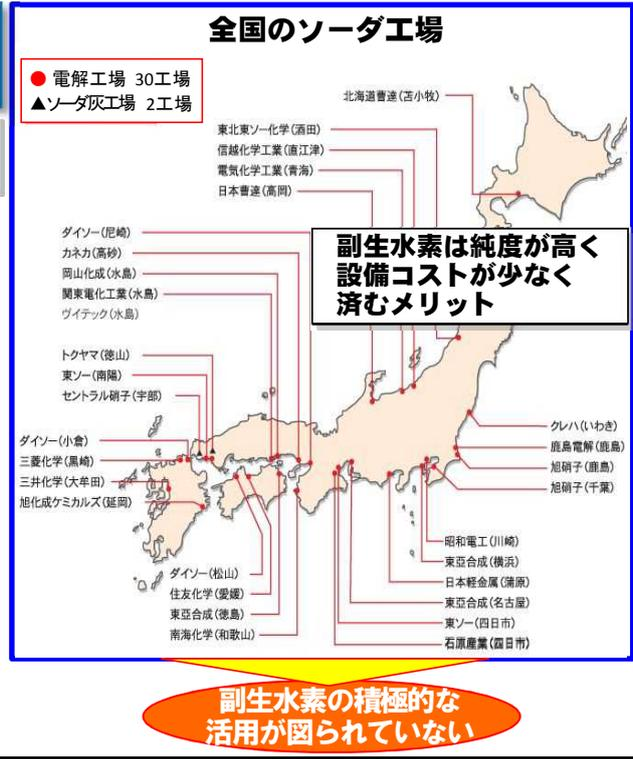 全国のソーダ工場
● 電解工場 30工場
▲ソーダ灰工場 2工場
北海道曹達(苫小牧)
東北東ソー化学(酒田)
信越化学工業(直江津)
電気化学工業(青海)
日本曹達(高岡)
ダイソー(尼崎)
カネカ(高砂)
岡山化成(水島)
関東電化工業(水島)
ヴイテック(水島)
副生水素は純度が高く
設備コストが少なく
済むメリット
トクヤマ(徳山)
東ソー(南陽)
セントラル硝子(宇部)
ダイソー(小倉)
三菱化学(黒崎)
三井化学(大牟田)
旭化成ケミカルズ(延岡)
クレハ(いわき)
鹿島電解(鹿島)
旭硝子(鹿島)
旭硝子(千葉)
昭和電工(川崎)
東亞合成(横浜)
日本軽金属(蒲原)
東亞合成(名古屋)
東ソー(四日市)
石原産業(四日市)
ダイソー(松山)
住友化学(愛媛)
東亞合成(徳島)
南海化学(和歌山)
副生水素の積極的な
活用が図られていない